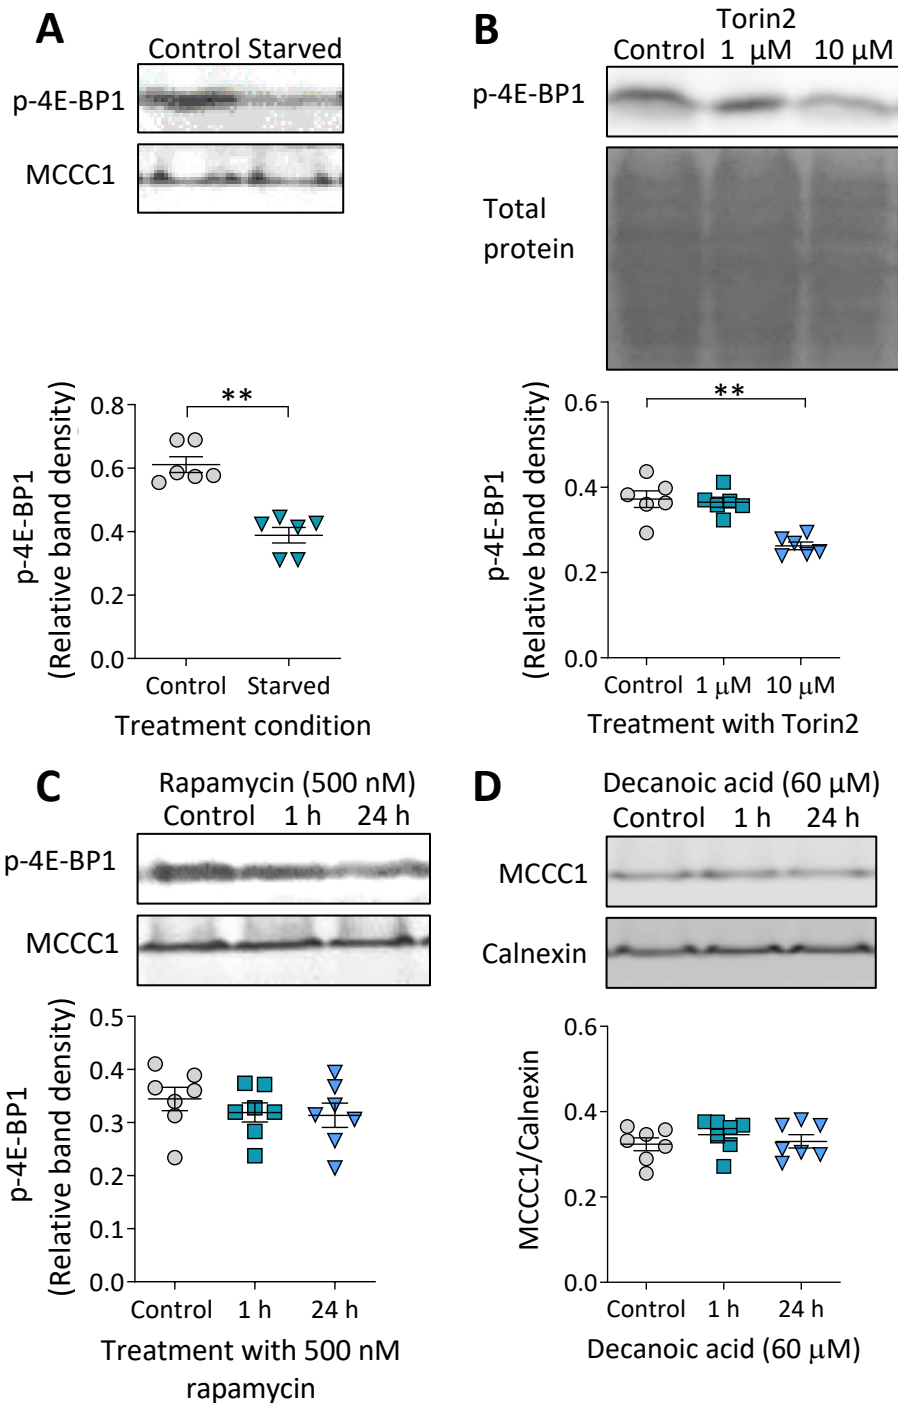 A
Control Starved
p-4E-BP1
MCCC1
p-4E-BP1
(Relative band density)
0.8
0.6
0.4
0.2
0.0
**
Control Starved
Treatment condition
B
Torin2
Control 1 μM 10 μM
p-4E-BP1
Total
protein
p-4E-BP1
(Relative band density)
0.6
0.4
0.2
0.0
**
Control 1 μM 10 μM
Treatment with Torin2
C
Rapamycin (500 nM)
Control 1 h 24 h
p-4E-BP1
MCCC1
p-4E-BP1
(Relative band density)
0.5
0.4
0.3
0.2
0.1
0.0
Control 1 h 24 h
Treatment with 500 nM
rapamycin
D
Decanoic acid (60 μM)
Control 1 h 24 h
MCCC1
Calnexin
MCCC1/Calnexin
0.6
0.4
0.2
0.0
Control 1 h 24 h
Decanoic acid (60 μM)